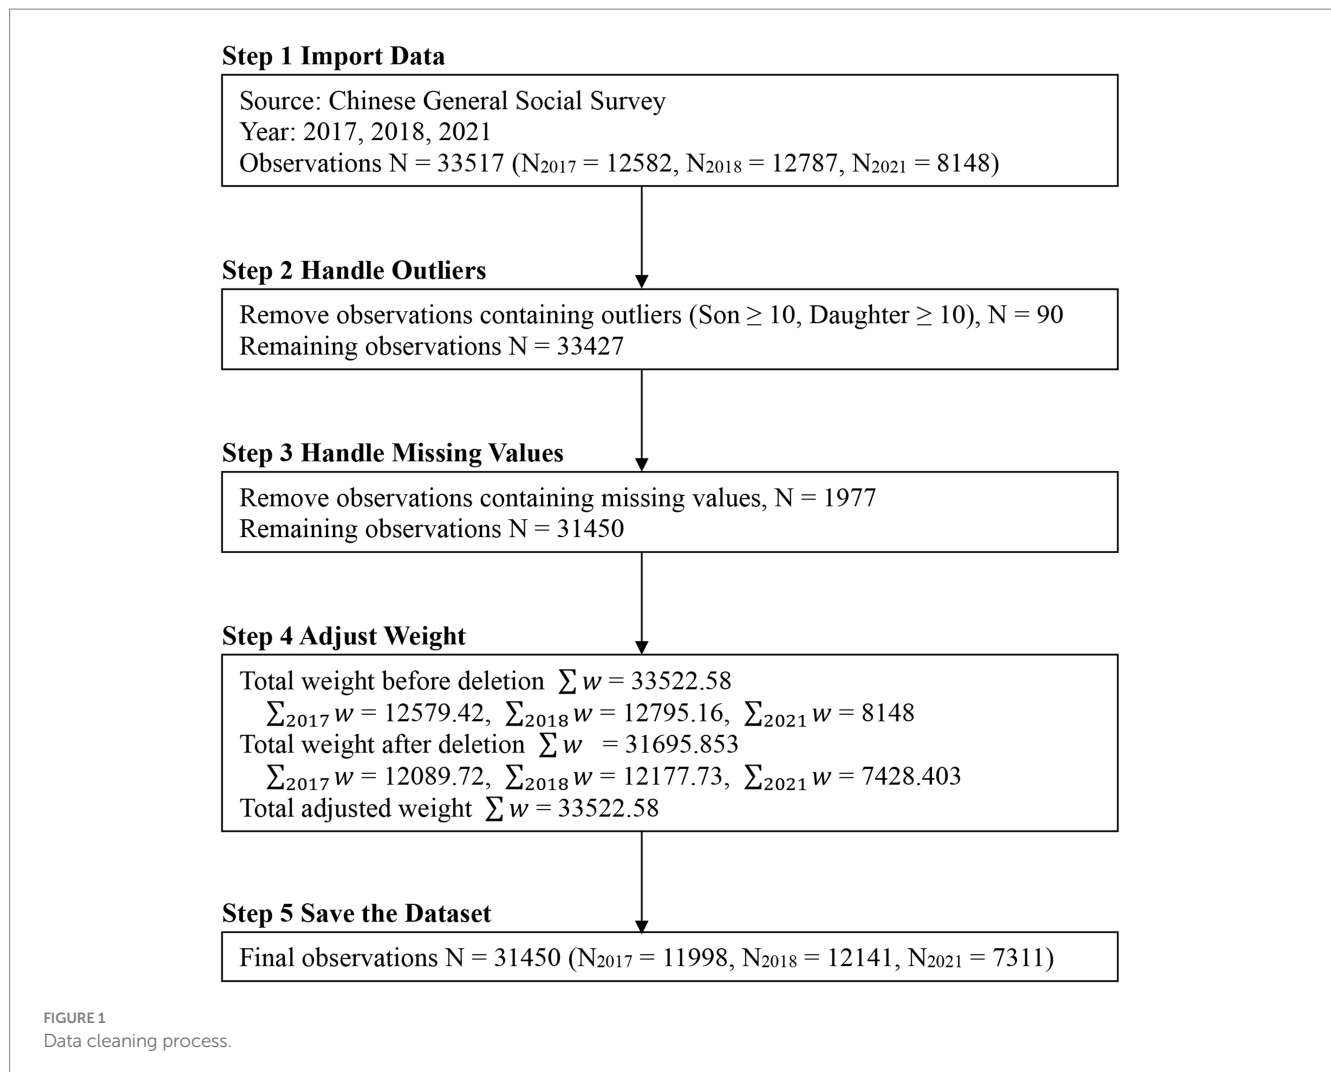 Step 1 Import Data
Source: Chinese General Social Survey
Year: 2017, 2018, 2021
Observations N = 33517 (N2017 = 12582, N2018 = 12787, N2021 = 8148)
Step 2 Handle Outliers
Remove observations containing outliers (Son ≥ 10, Daughter ≥ 10), N = 90
Remaining observations N = 33427
Step 3 Handle Missing Values
Remove observations containing missing values, N = 1977
Remaining observations N = 31450
Step 4 Adjust Weight
Total weight before deletion ∑ w = 33522.58
∑2017 w = 12579.42, ∑2018 w = 12795.16, ∑2021 w = 8148
Total weight after deletion ∑ w = 31695.853
∑2017 w = 12089.72, ∑2018 w = 12177.73, ∑2021 w = 7428.403
Total adjusted weight ∑ w = 33522.58
Step 5 Save the Dataset
Final observations N = 31450 (N2017 = 11998, N2018 = 12141, N2021 = 7311)
FIGURE 1
Data cleaning process.